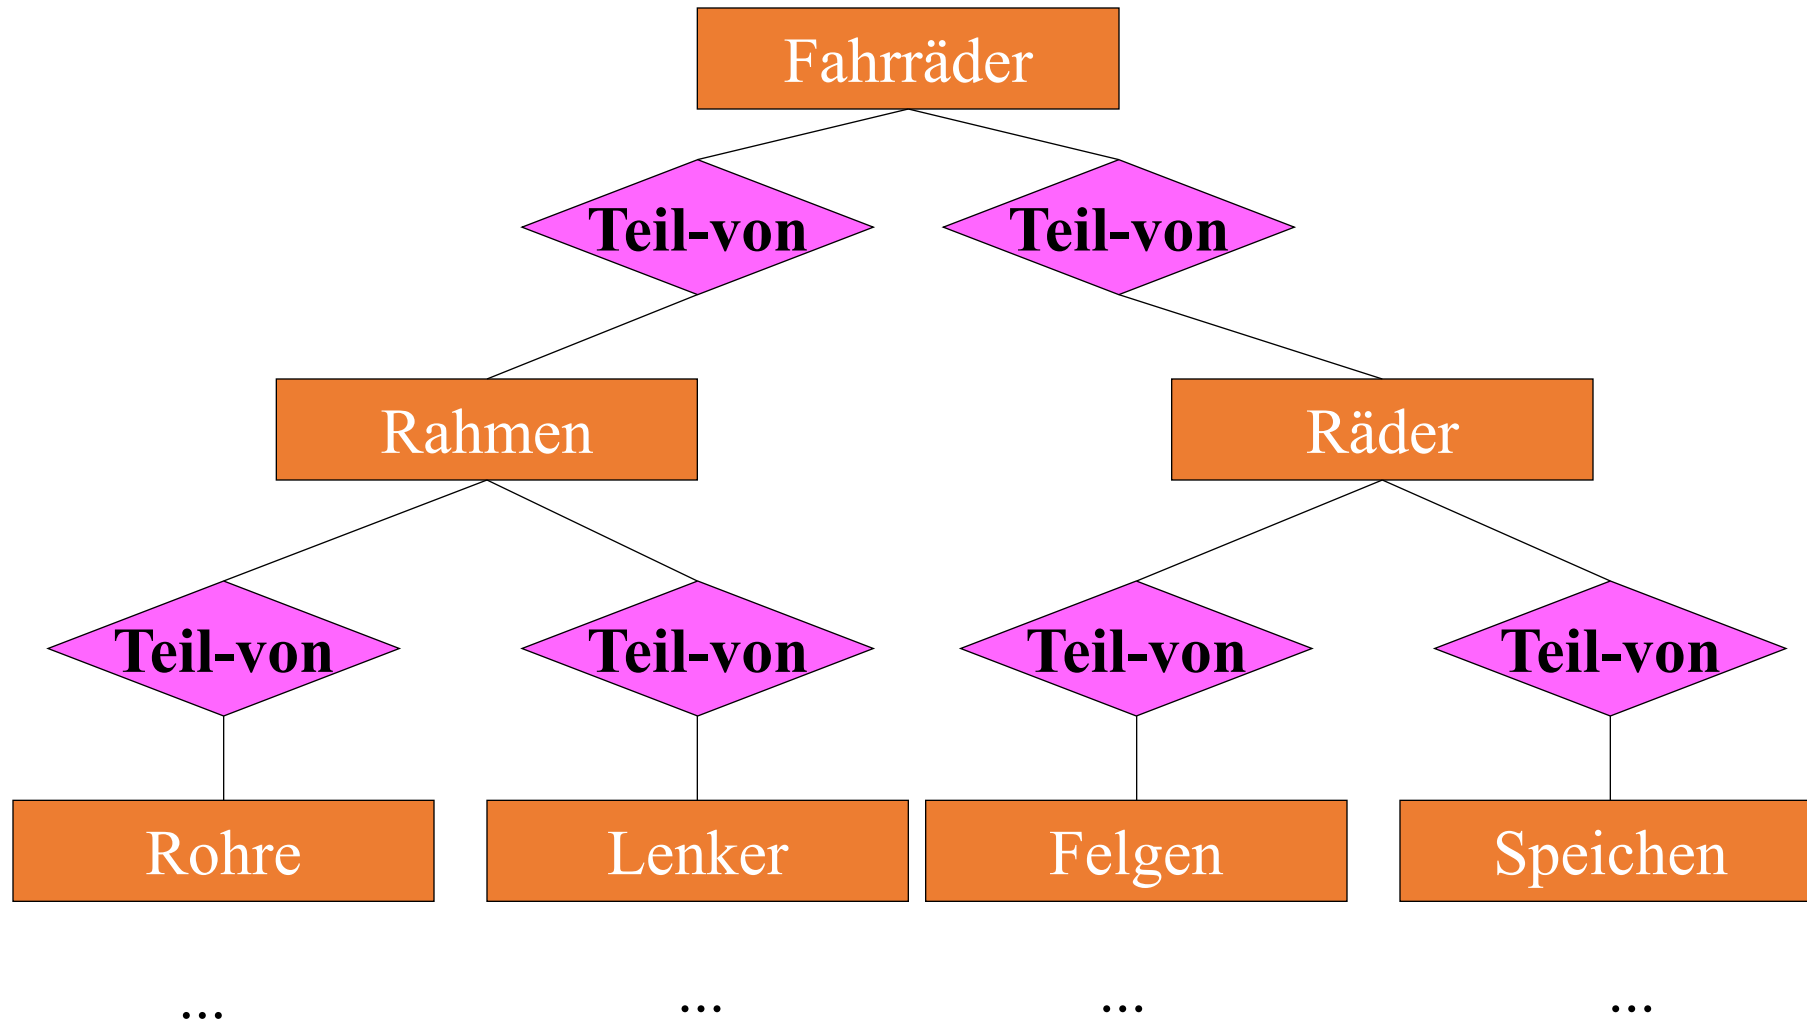 Fahrräder
Teil-von Teil-von
Rahmen Räder
Teil-von Teil-von Teil-von Teil-von
Rohre Lenker Felgen Speichen
... ... ... ...